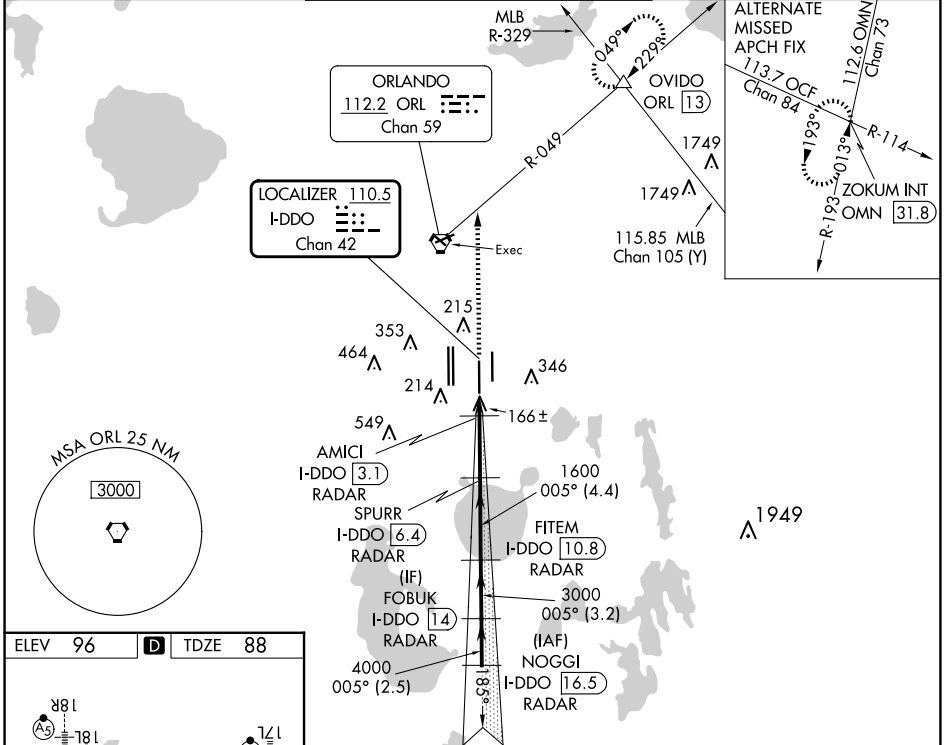 MLB
R-329
049°
229°
OVIDO
ORL 13
ORLANDO
112.2 ORL
Chan 59
R-049
1749
1749
115.85 MLB
Chan 105 (Y)
ALTERNATE
MISSED
APCH FIX
112.6 OMN
Chan 73
113.7 OCF
Chan 84
193°
013°
R-114
R-193
ZOKUM INT
OMN 31.8
LOCALIZER 110.5
I-DDO
Chan 42
Exec
215
353
464
214
346
549
166±
AMICI
I-DDO 3.1
RADAR
SPURR
I-DDO 6.4
RADAR
1600
005° (4.4)
FITEM
I-DDO 10.8
RADAR
(IF)
FOBUK
I-DDO 14
RADAR
3000
005° (3.2)
(IAF)
NOGGI
I-DDO 16.5
RADAR
4000
005° (2.5)
185°
1949
MSA ORL 25 NM
3000
ELEV 96 D TDZE 88
18R
A5
18L
17L